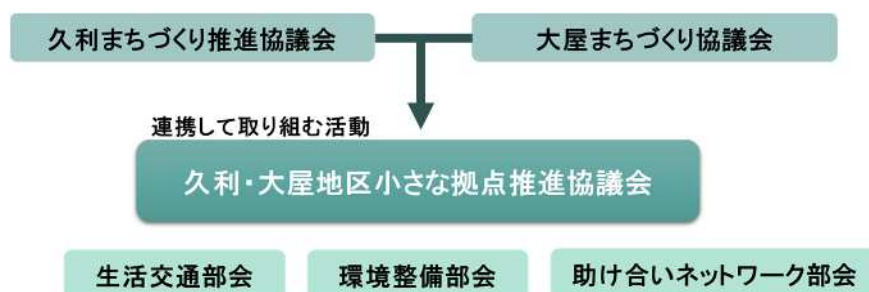 久利まちづくり推進協議会
大屋まちづくり協議会
連携して取り組む活動
久利・大屋地区小さな拠点推進協議会
生活交通部会
環境整備部会
助け合いネットワーク部会